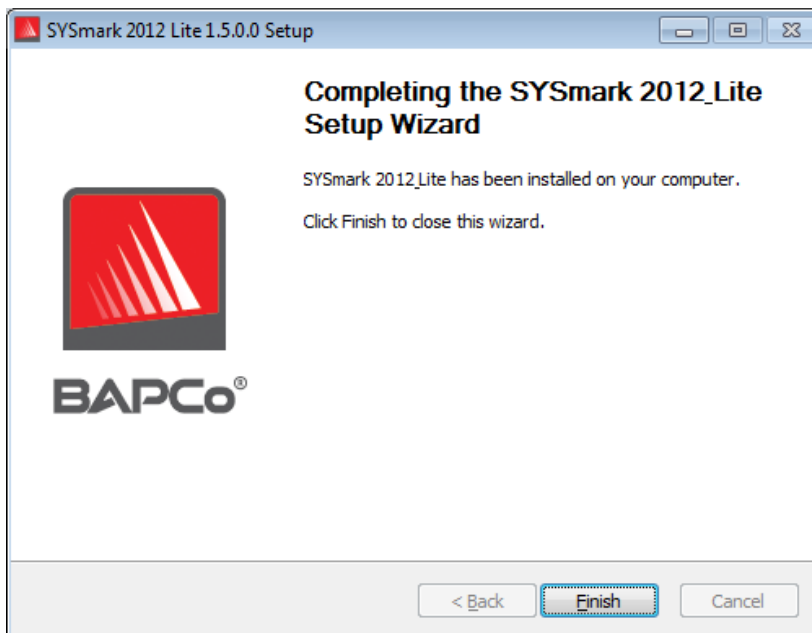 SYSmark 2012 Lite 1.5.0.0 Setup
Completing the SYSmark 2012_Lite
Setup Wizard
SYSmark 2012_Lite has been installed on your computer.
Click Finish to close this wizard.
BAPCo®
< Back
Finish
Cancel